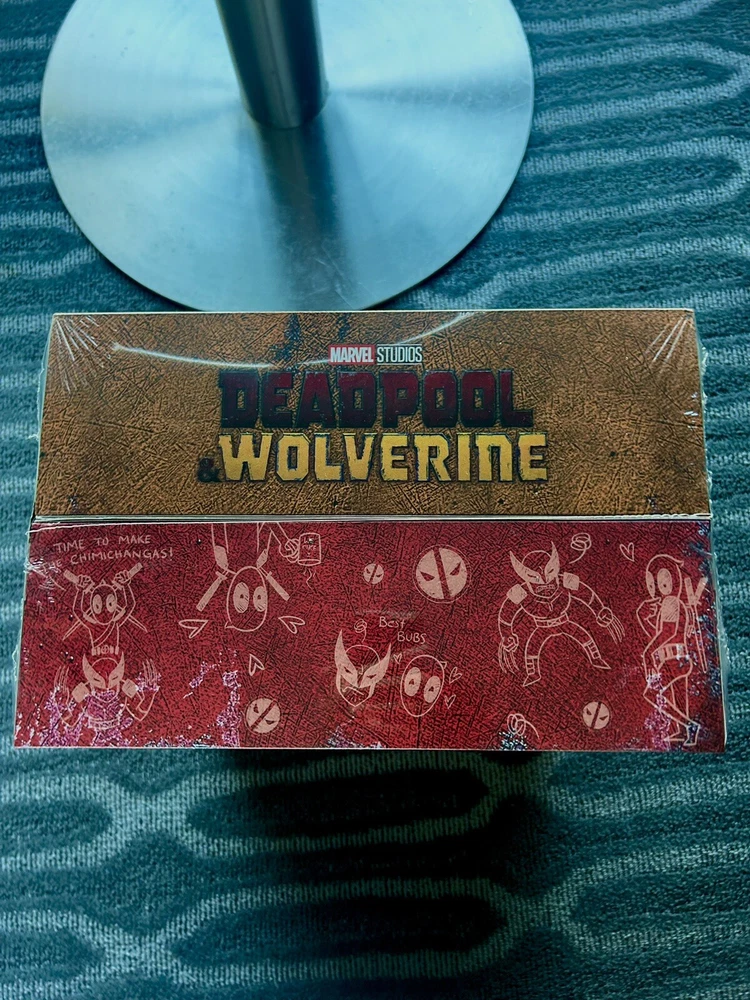 MARVEL STUDIOS
DEADPOOL
& WOLVERINE
TIME TO MAKE
THE CHIMICHANGAS!
Best
BUBS